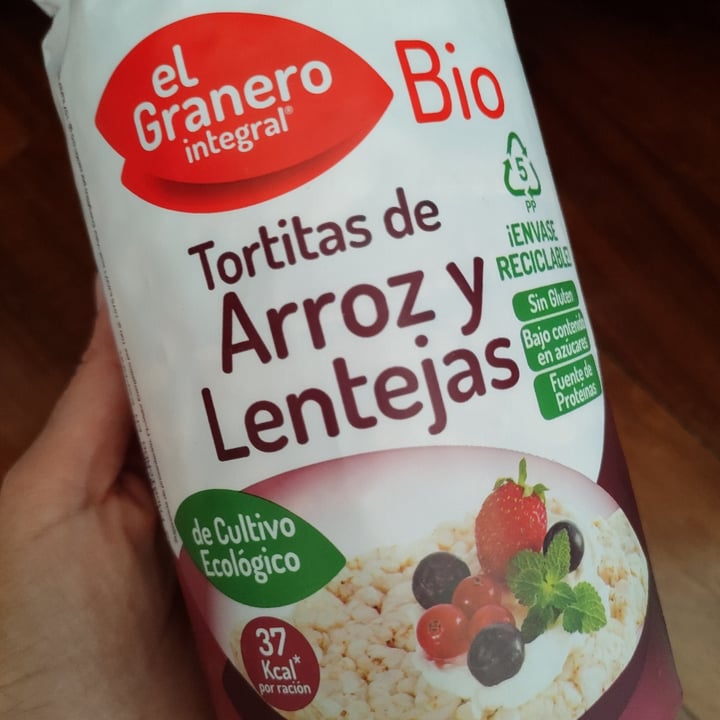 el
Granero
integral®
Bio
5
PP
¡ENVASE
RECICLABLE!
Tortitas de
Arroz y
Lentejas
Sin Gluten
Bajo contenido
en azúcares
Fuente de
Proteínas
de Cultivo
Ecológico
37
Kcal*
por ración